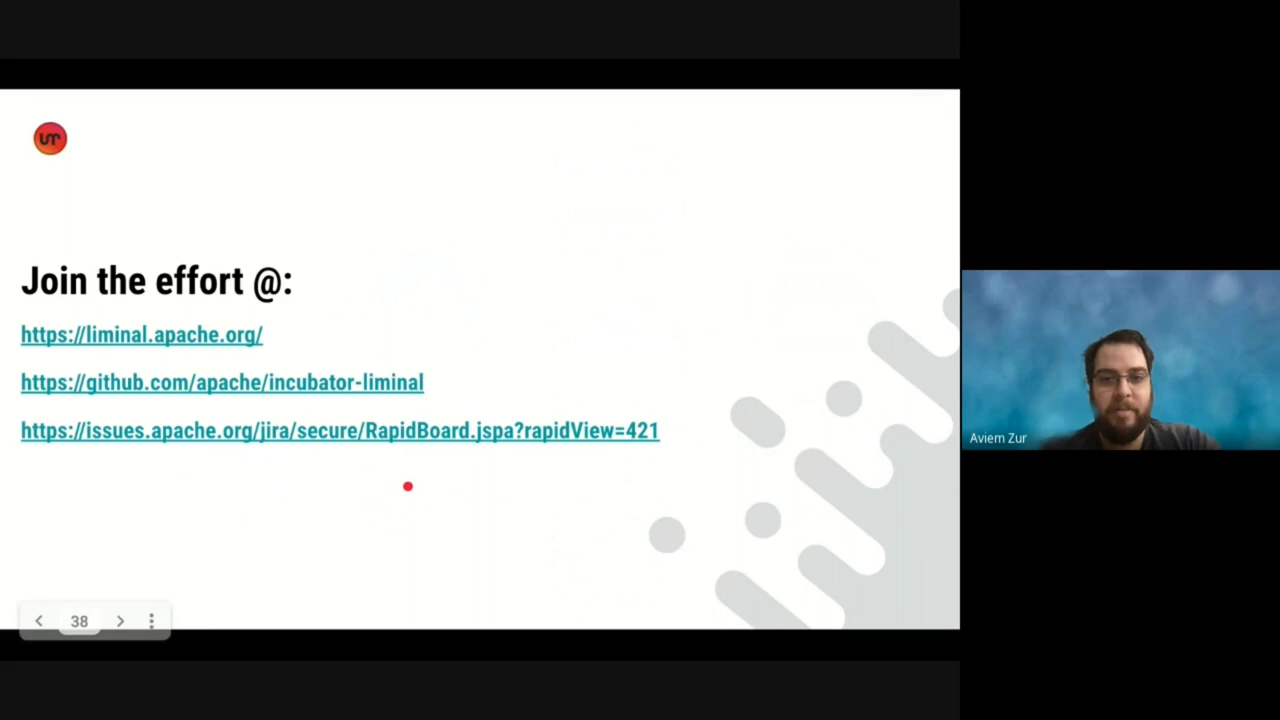 Join the effort @:
https://liminal.apache.org/
https://github.com/apache/incubator-liminal
https://issues.apache.org/jira/secure/RapidBoard.jspa?rapidView=421
38
Aviem Zur